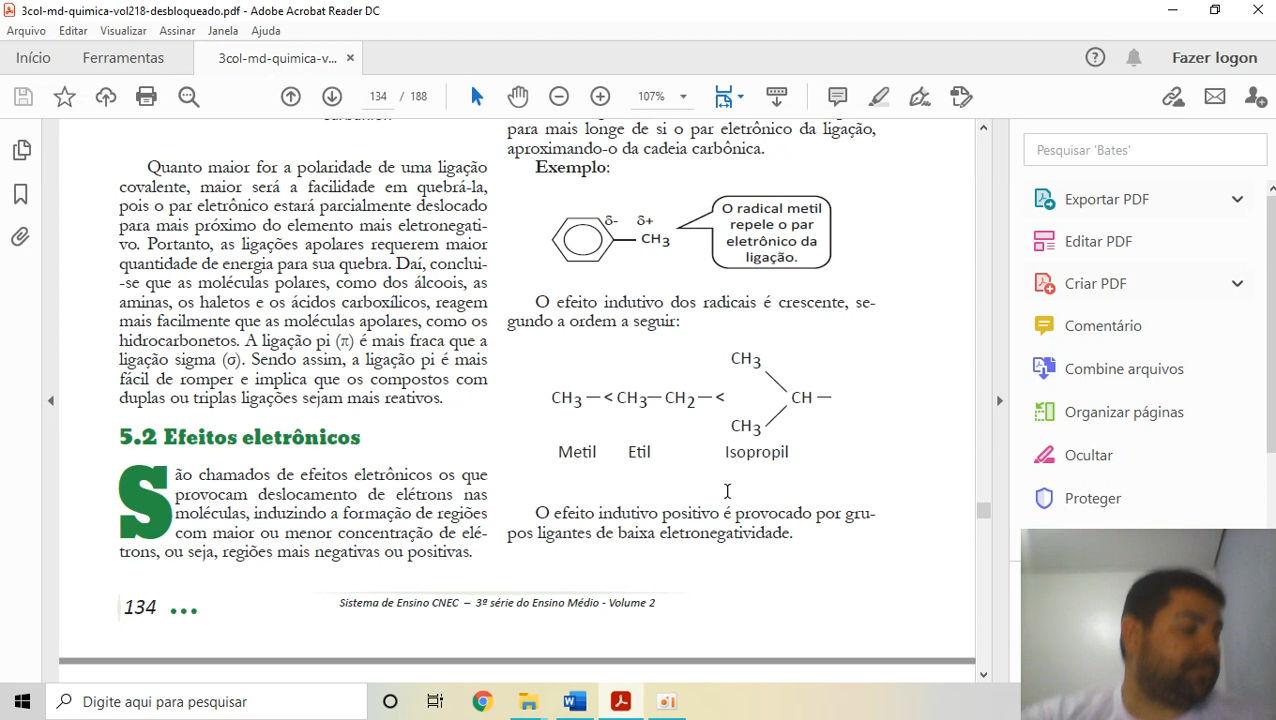 3col-md-quimica-vol218-desbloqueado.pdf - Adobe Acrobat Reader DC
Arquivo Editar Visualizar Assinar Janela Ajuda
Início Ferramentas 3col-md-quimica-v... × Fazer logon
134 / 188 107%
Quanto maior for a polaridade de uma ligação
covalente, maior será a facilidade em quebrá-la,
pois o par eletrônico estará parcialmente deslocado
para mais próximo do elemento mais eletronegati-
vo. Portanto, as ligações apolares requerem maior
quantidade de energia para sua quebra. Daí, conclui-
-se que as moléculas polares, como dos álcoois, as
aminas, os haletos e os ácidos carboxílicos, reagem
mais facilmente que as moléculas apolares, como os
hidrocarbonetos. A ligação pi (π) é mais fraca que a
ligação sigma (σ). Sendo assim, a ligação pi é mais
fácil de romper e implica que os compostos com
duplas ou triplas ligações sejam mais reativos.
5.2 Efeitos eletrônicos
São chamados de efeitos eletrônicos os que
provocam deslocamento de elétrons nas
moléculas, induzindo a formação de regiões
com maior ou menor concentração de elé-
trons, ou seja, regiões mais negativas ou positivas.
para mais longe de si o par eletrônico da ligação,
aproximando-o da cadeia carbônica.
Exemplo:
δ- δ+
CH3
O radical metil
repele o par
eletrônico da
ligação.
O efeito indutivo dos radicais é crescente, se-
gundo a ordem a seguir:
CH3
CH3 — < CH3— CH2 — < CH —
CH3
Metil Etil Isopropil
O efeito indutivo positivo é provocado por gru-
pos ligantes de baixa eletronegatividade.
134 ●●● Sistema de Ensino CNEC – 3ª série do Ensino Médio - Volume 2
Pesquisar 'Bates'
Exportar PDF
Editar PDF
Criar PDF
Comentário
Combine arquivos
Organizar páginas
Ocultar
Proteger
Digite aqui para pesquisar